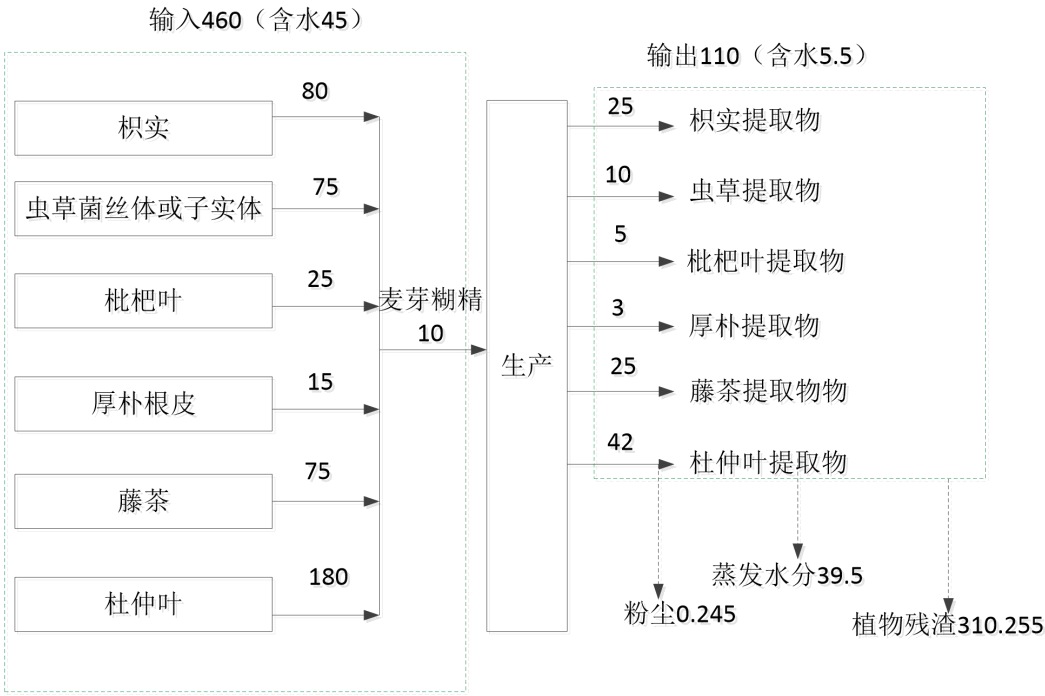 输入460（含水45）
80
枳实
75
虫草菌丝体或子实体
25
枇杷叶
15
厚朴根皮
75
藤茶
180
杜仲叶
麦芽糊精
10
生产
输出110（含水5.5）
25
枳实提取物
10
虫草提取物
5
枇杷叶提取物
3
厚朴提取物
25
藤茶提取物物
42
杜仲叶提取物
粉尘0.245
蒸发水分39.5
植物残渣310.255